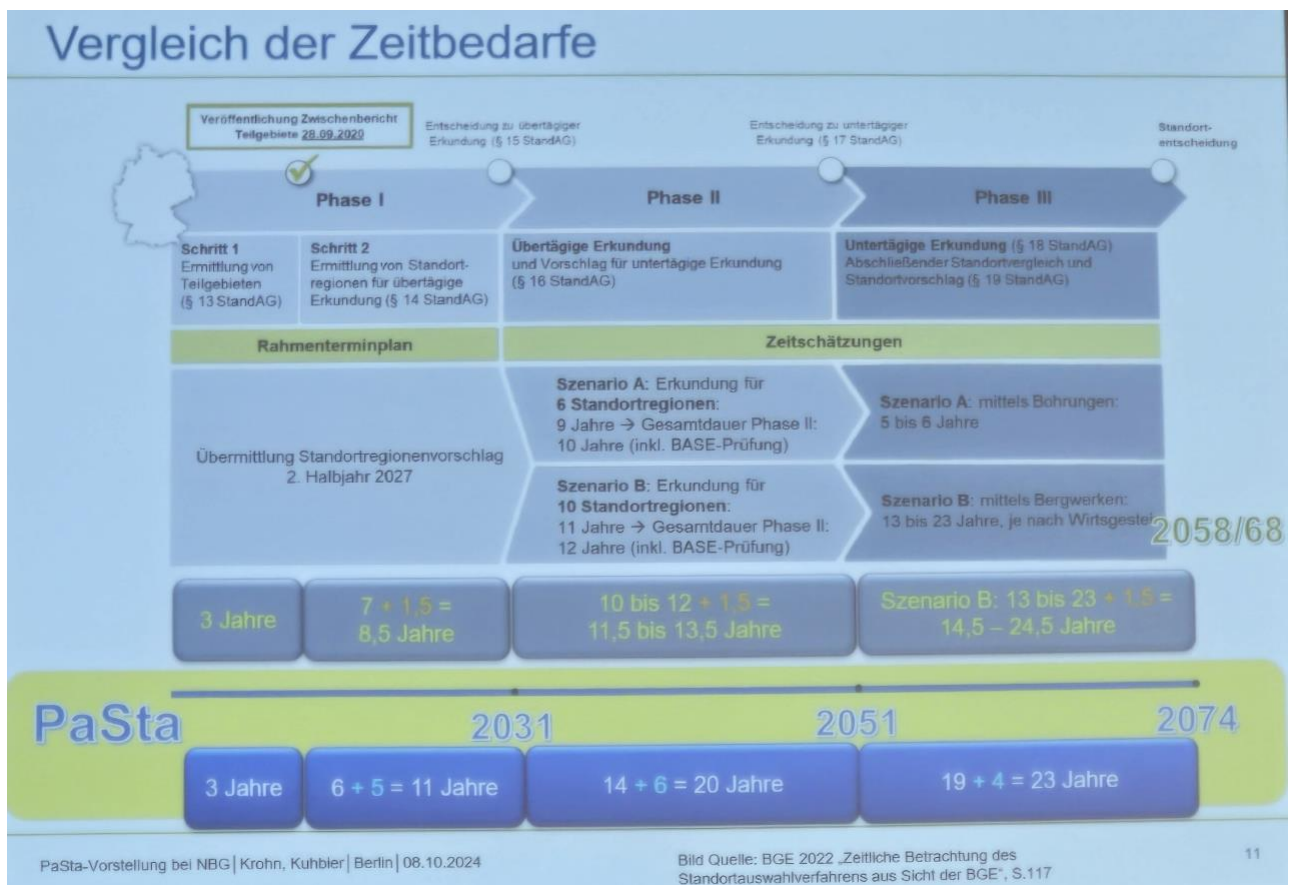 Vergleich der Zeitbedarfe
Veröffentlichung Zwischenbericht
Teilgebiete 28.09.2020
Entscheidung zu übertägiger
Erkundung (§ 15 StandAG)
Entscheidung zu untertägiger
Erkundung (§ 17 StandAG)
Standort-
entscheidung
Phase I
Phase II
Phase III
Schritt 1
Ermittlung von
Teilgebieten
(§ 13 StandAG)
Schritt 2
Ermittlung von Standort-
regionen für übertägige
Erkundung (§ 14 StandAG)
Übertägige Erkundung
und Vorschlag für untertägige Erkundung
(§ 16 StandAG)
Untertägige Erkundung (§ 18 StandAG)
Abschließender Standortvergleich und
Standortvorschlag (§ 19 StandAG)
Rahmenterminplan
Zeitschätzungen
Übermittlung Standortregionenvorschlag
2. Halbjahr 2027
Szenario A: Erkundung für
6 Standortregionen:
9 Jahre → Gesamtdauer Phase II:
10 Jahre (inkl. BASE-Prüfung)
Szenario A: mittels Bohrungen:
5 bis 6 Jahre
Szenario B: Erkundung für
10 Standortregionen:
11 Jahre → Gesamtdauer Phase II:
12 Jahre (inkl. BASE-Prüfung)
Szenario B: mittels Bergwerken:
13 bis 23 Jahre, je nach Wirtsgestei
2058/68
3 Jahre
7 + 1,5 =
8,5 Jahre
10 bis 12 + 1,5 =
11,5 bis 13,5 Jahre
Szenario B: 13 bis 23 + 1,5 =
14,5 – 24,5 Jahre
PaSta
2031
2051
2074
3 Jahre
6 + 5 = 11 Jahre
14 + 6 = 20 Jahre
19 + 4 = 23 Jahre
PaSta-Vorstellung bei NBG | Krohn, Kuhbier | Berlin | 08.10.2024
Bild Quelle: BGE 2022 „Zeitliche Betrachtung des
Standortauswahlverfahrens aus Sicht der BGE", S.117
11